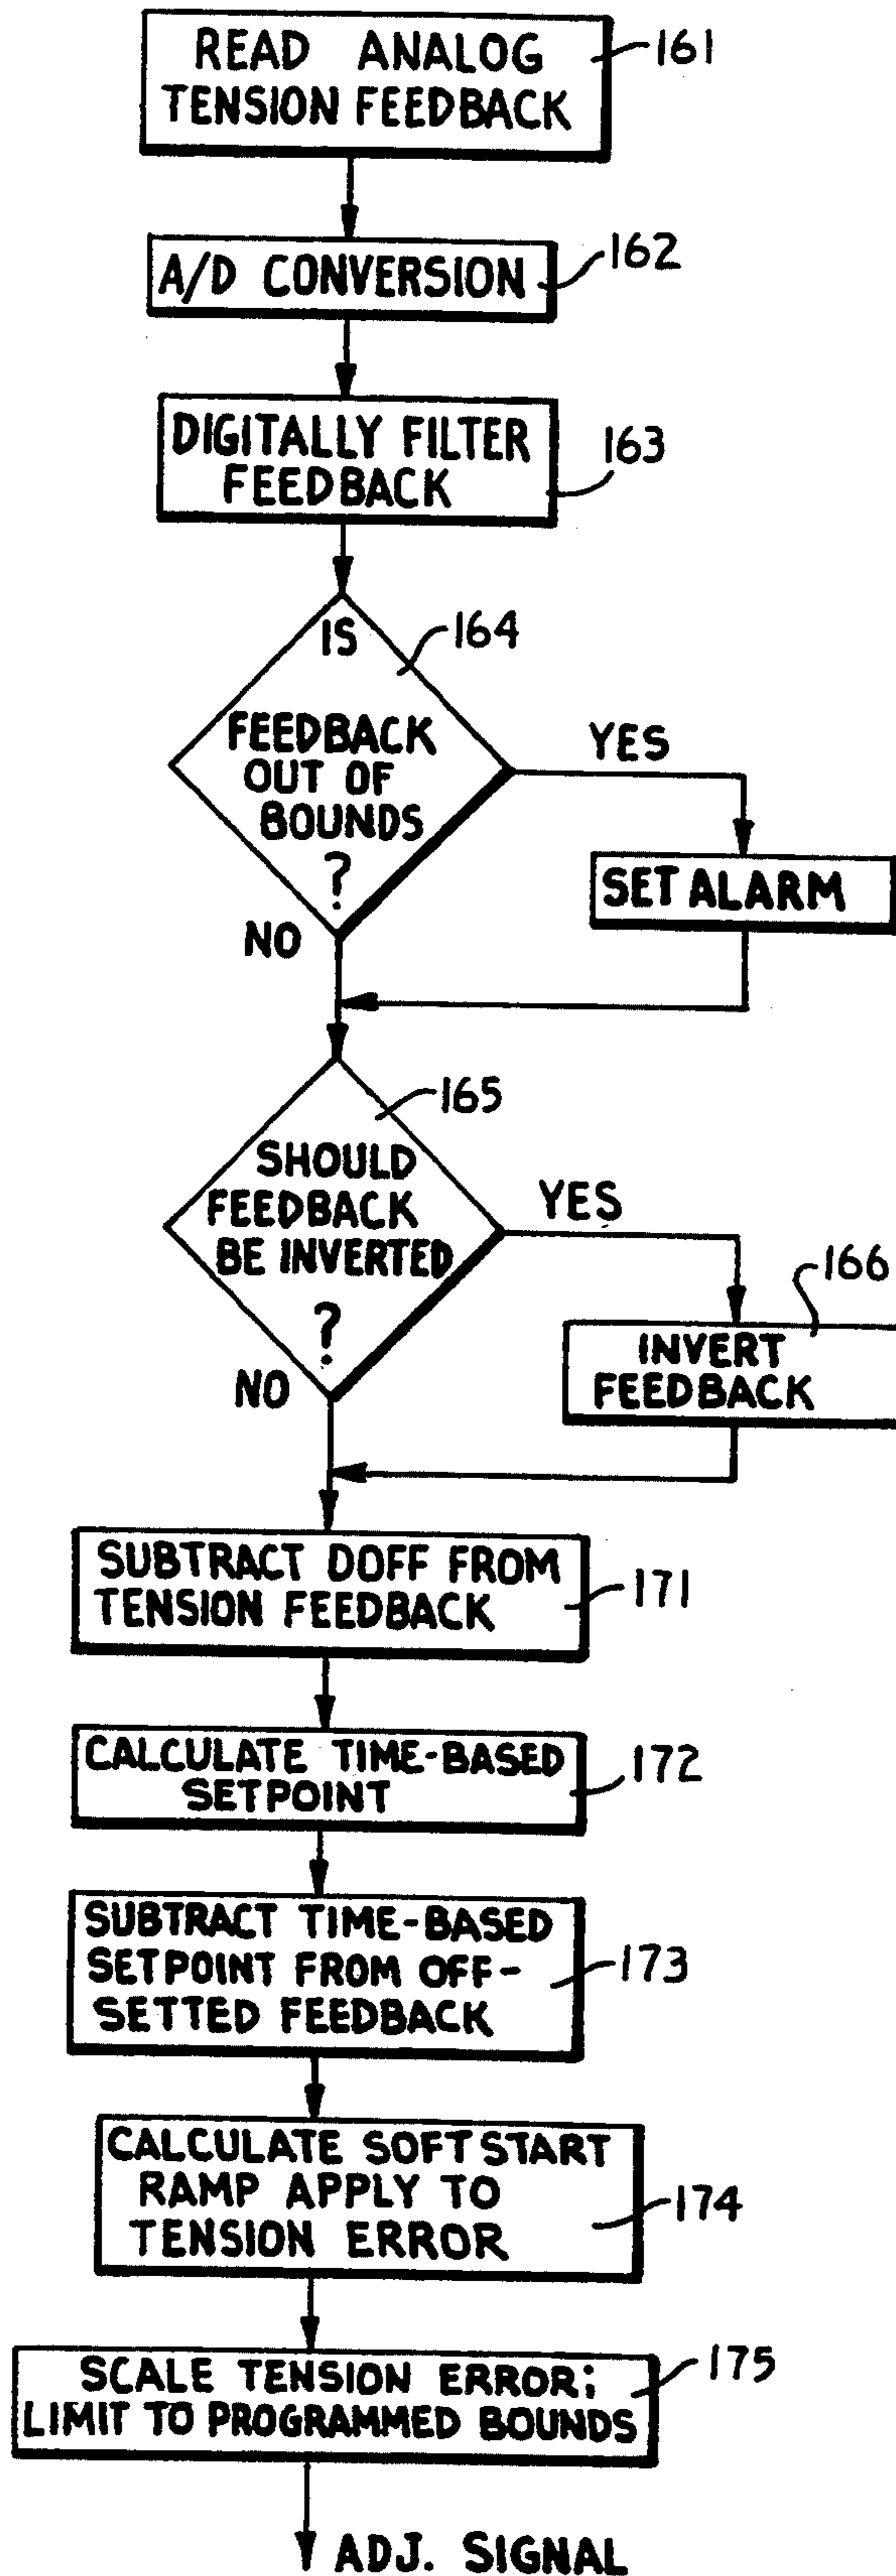 READ ANALOG
TENSION FEEDBACK
161
A/D CONVERSION
162
DIGITALLY FILTER
FEEDBACK
163
IS
FEEDBACK
OUT OF
BOUNDS
?
164
YES
SET ALARM
NO
SHOULD
FEEDBACK
BE INVERTED
?
165
YES
INVERT
FEEDBACK
166
NO
SUBTRACT DOFF FROM
TENSION FEEDBACK
171
CALCULATE TIME-BASED
SETPOINT
172
SUBTRACT TIME-BASED
SETPOINT FROM OFF-
SETTED FEEDBACK
173
CALCULATE SOFT START
RAMP APPLY TO
TENSION ERROR
174
SCALE TENSION ERROR;
LIMIT TO PROGRAMMED BOUNDS
175
ADJ. SIGNAL